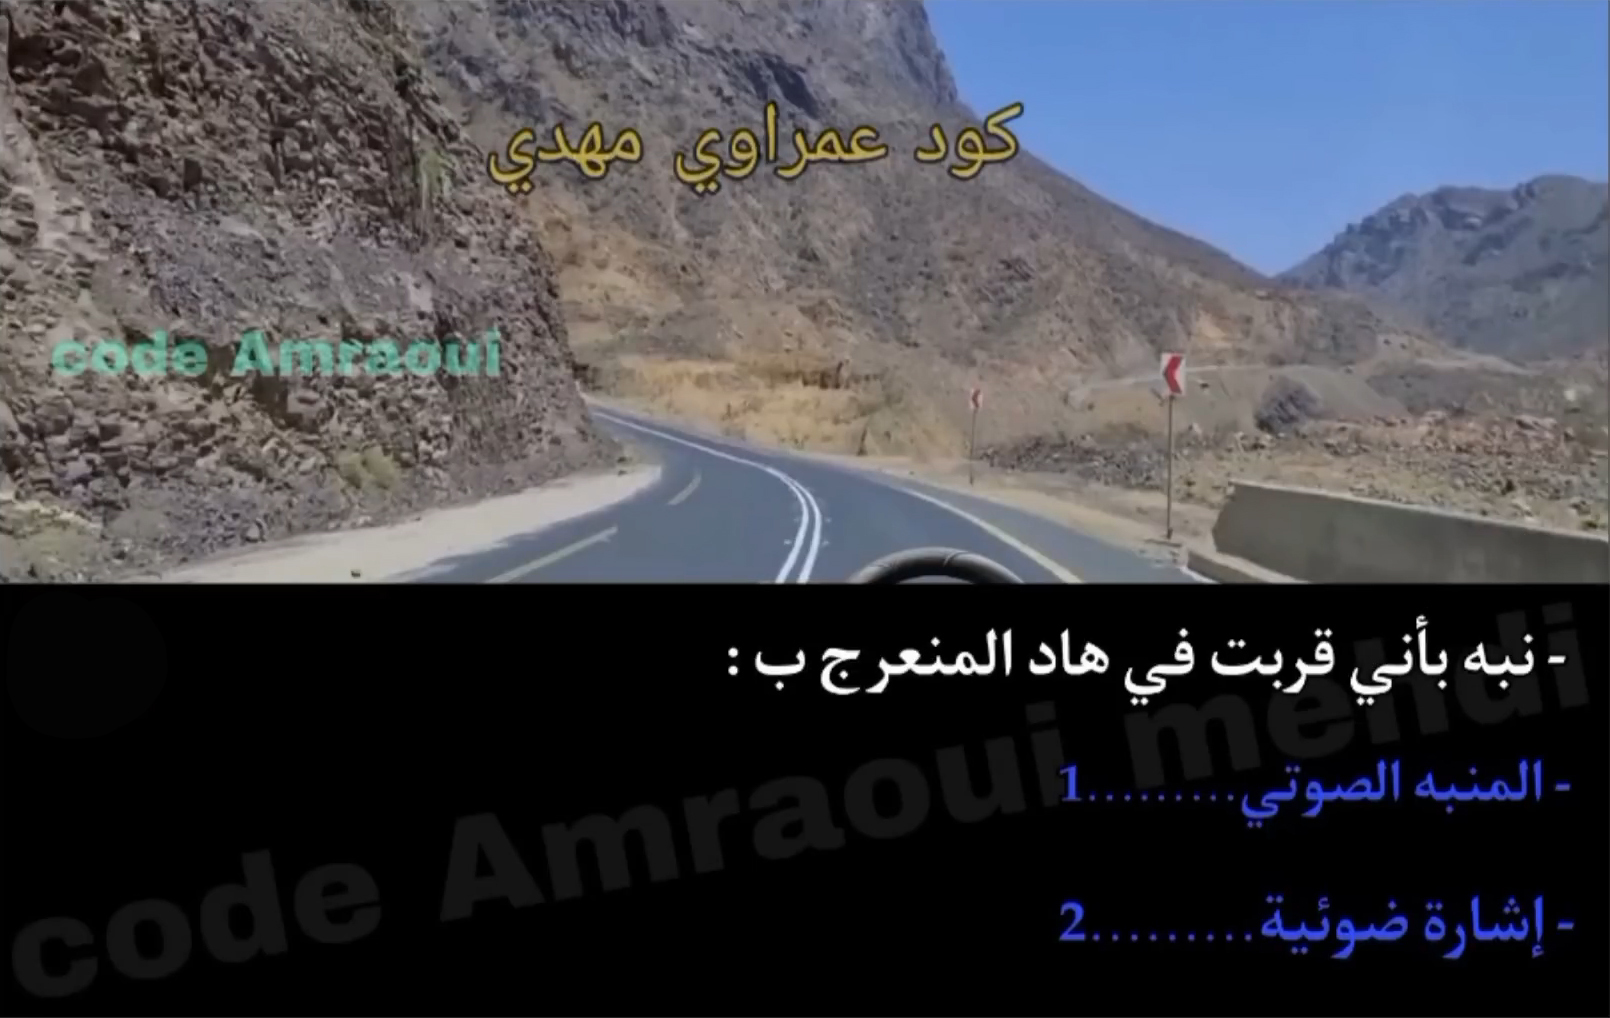 كود عمراوي مهدي
code Amraoui
- نبه بأني قربت في هاد المنعرج ب :
- المنبه الصوتي.........1
- إشارة ضوئية.........2
code Amraoui mehdi